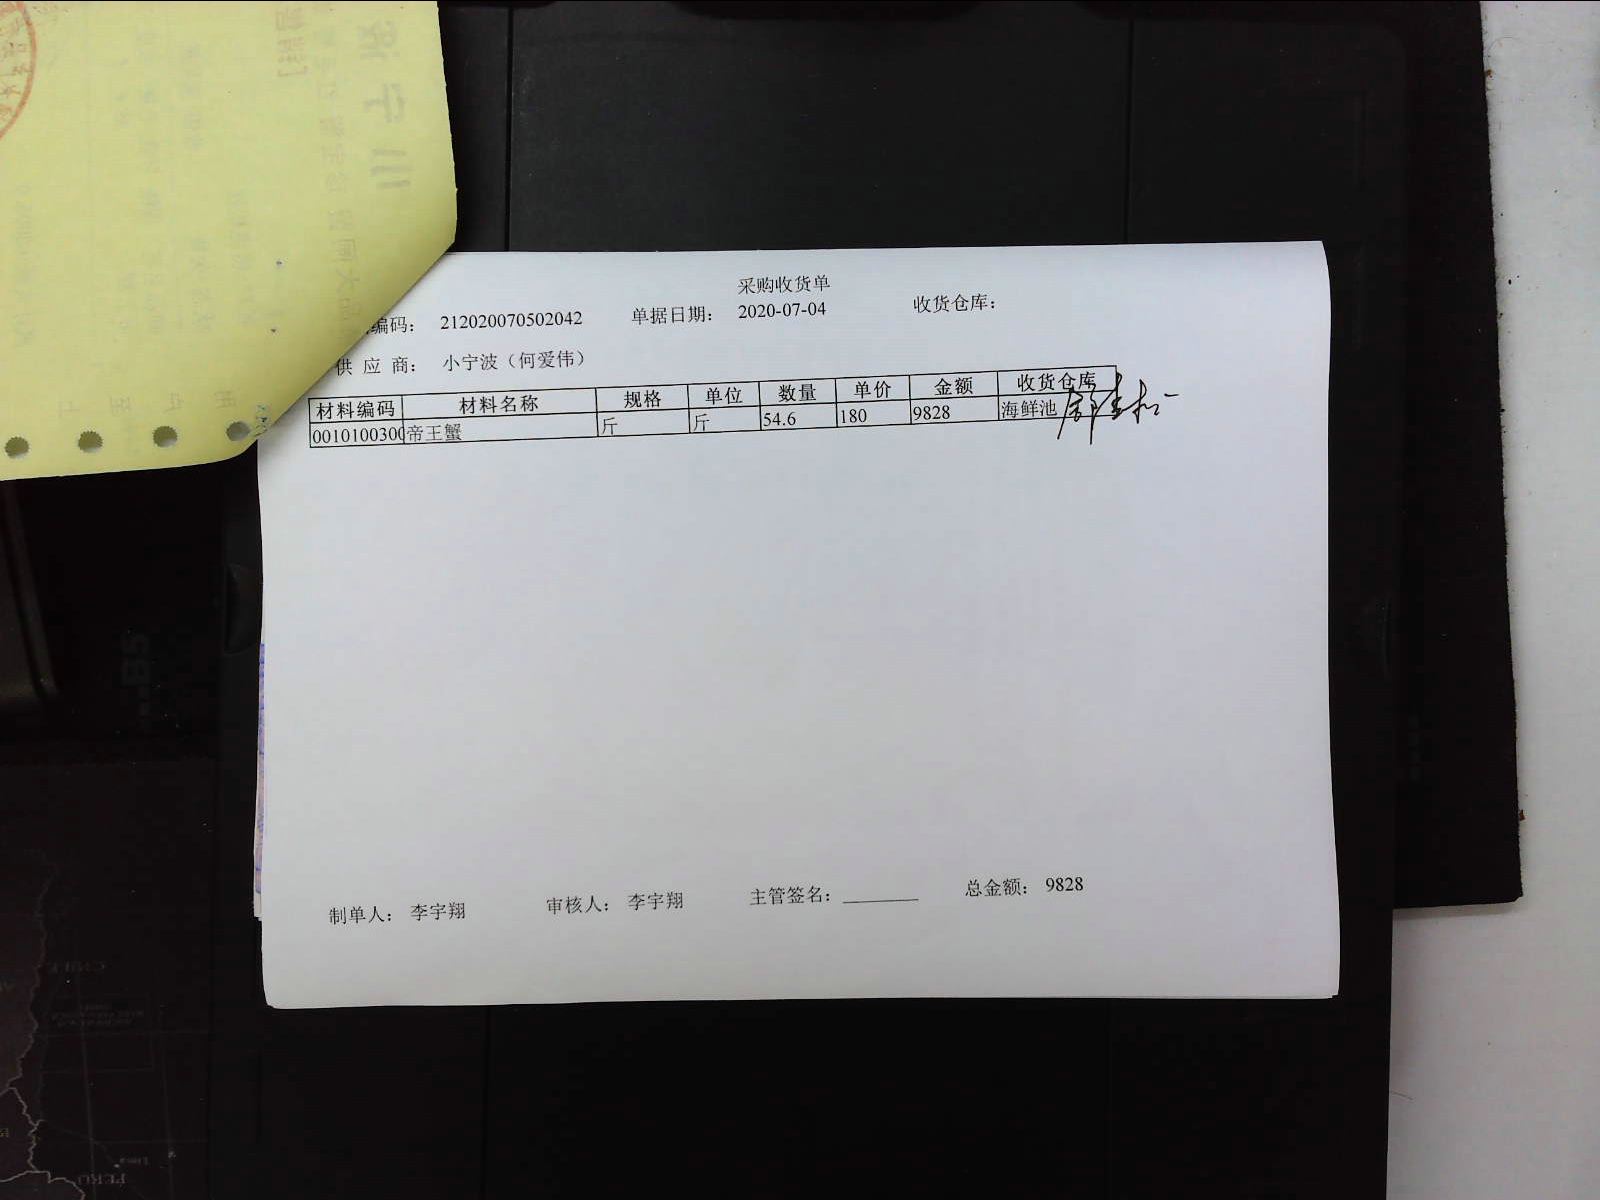 采购收货单
编码： 212020070502042 单据日期： 2020-07-04 收货仓库：
供 应 商： 小宁波（何爱伟）
材料编码 材料名称 规格 单位 数量 单价 金额 收货仓库
0010100300 帝王蟹 斤 斤 54.6 180 9828 海鲜池
制单人： 李宇翔 审核人： 李宇翔 主管签名：________ 总金额： 9828
PERU